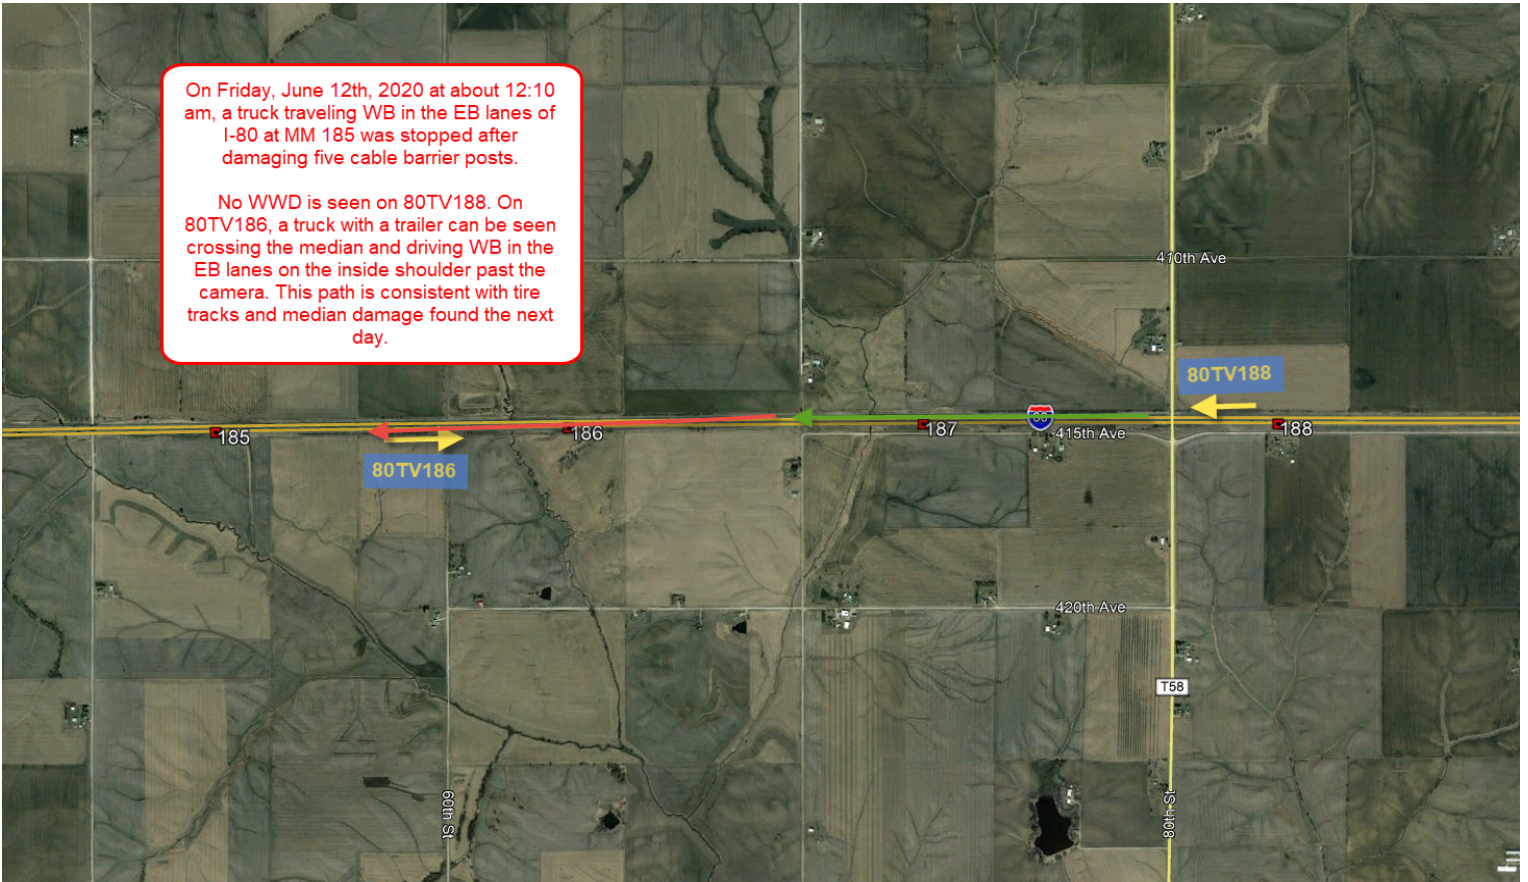 On Friday, June 12th, 2020 at about 12:10
am, a truck traveling WB in the EB lanes of
I-80 at MM 185 was stopped after
damaging five cable barrier posts.
No WWD is seen on 80TV188. On
80TV186, a truck with a trailer can be seen
crossing the median and driving WB in the
EB lanes on the inside shoulder past the
camera. This path is consistent with tire
tracks and median damage found the next
day.
410th Ave
80TV188
185
186
187
80
415th Ave
188
80TV186
420th Ave
T58
60th St
80th St